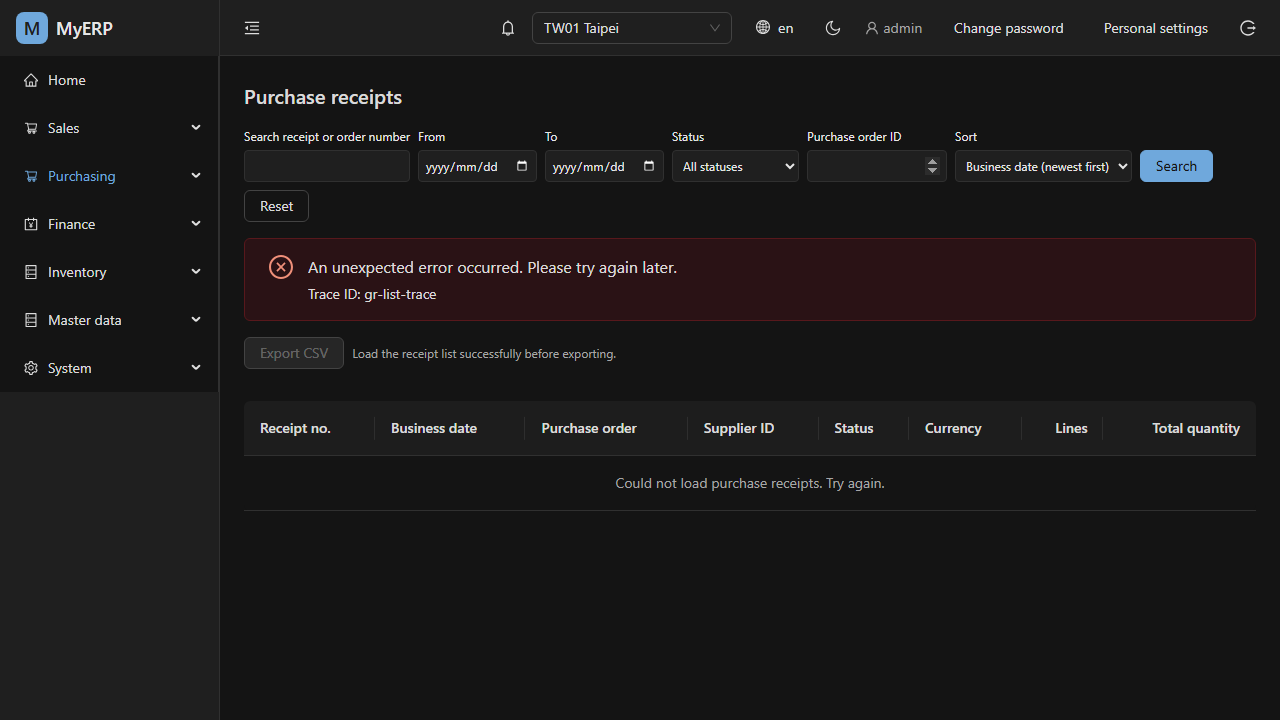 M MyERP
TW01 Taipei
en
admin
Change password
Personal settings
Home
Sales
Purchasing
Finance
Inventory
Master data
System
Purchase receipts
Search receipt or order number From To Status Purchase order ID Sort
yyyy/mm/dd yyyy/mm/dd All statuses Business date (newest first) Search
Reset
An unexpected error occurred. Please try again later.
Trace ID: gr-list-trace
Export CSV Load the receipt list successfully before exporting.
Receipt no. Business date Purchase order Supplier ID Status Currency Lines Total quantity
Could not load purchase receipts. Try again.